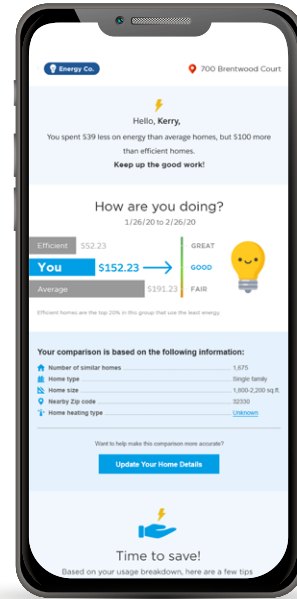 Energy Co.
700 Brentwood Court
Hello, Kerry,
You spent $39 less on energy than average homes, but $100 more
than efficient homes.
Keep up the good work!
How are you doing?
1/26/20 to 2/26/20
Efficient $52.23 GREAT
You $152.23 GOOD
Average $191.23 FAIR
Efficient homes are the top 20% in this group that use the least energy.
Your comparison is based on the following information:
Number of similar homes 1,675
Home type Single family
Home size 1,800-2,200 sq.ft.
Nearby Zip code 32330
Home heating type Unknown
Want to help make this comparison more accurate?
Update Your Home Details
Time to save!
Based on your usage breakdown, here are a few tips